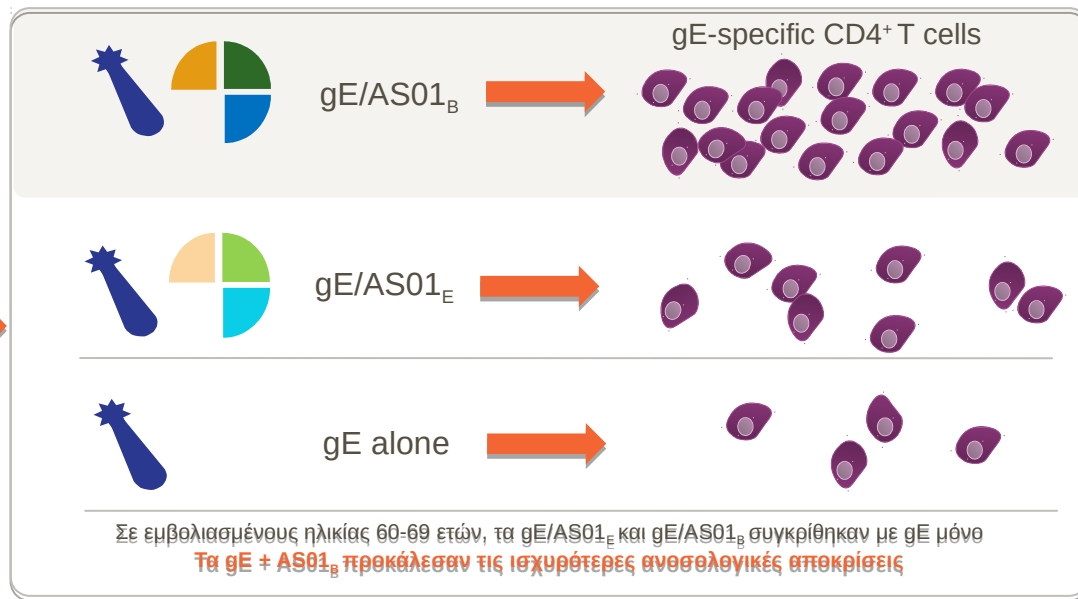 gE-specific CD4⁺ T cells
gE/AS01B
gE/AS01E
gE alone
Σε εμβολιασμένους ηλικίας 60-69 ετών, τα gE/AS01E και gE/AS01B συγκρίθηκαν με gE μόνο
Τα gE + AS01B προκάλεσαν τις ισχυρότερες ανοσολογικές αποκρίσεις